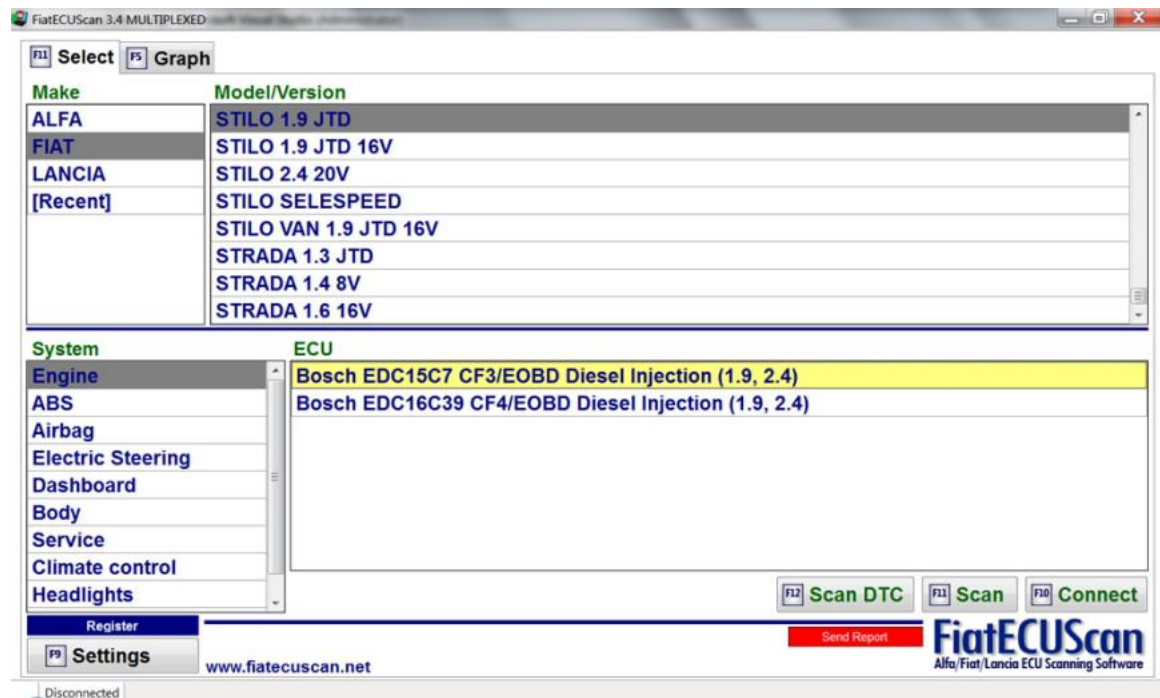 FiatECUScan 3.4 MULTIPLEXED
F11 Select F5 Graph
Make
ALFA
FIAT
LANCIA
[Recent]
Model/Version
STILO 1.9 JTD
STILO 1.9 JTD 16V
STILO 2.4 20V
STILO SELESPEED
STILO VAN 1.9 JTD 16V
STRADA 1.3 JTD
STRADA 1.4 8V
STRADA 1.6 16V
System
Engine
ABS
Airbag
Electric Steering
Dashboard
Body
Service
Climate control
Headlights
ECU
Bosch EDC15C7 CF3/EOBD Diesel Injection (1.9, 2.4)
Bosch EDC16C39 CF4/EOBD Diesel Injection (1.9, 2.4)
F12 Scan DTC F11 Scan F10 Connect
Register
F9 Settings
www.fiatecuscan.net
Send Report
FiatECUScan
Alfa/Fiat/Lancia ECU Scanning Software
Disconnected